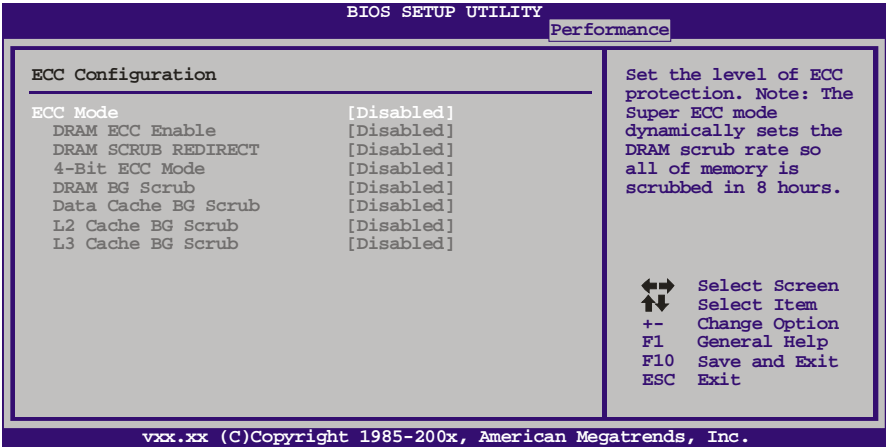 BIOS SETUP UTILITY
Performance
ECC Configuration
ECC Mode [Disabled]
DRAM ECC Enable [Disabled]
DRAM SCRUB REDIRECT [Disabled]
4-Bit ECC Mode [Disabled]
DRAM BG Scrub [Disabled]
Data Cache BG Scrub [Disabled]
L2 Cache BG Scrub [Disabled]
L3 Cache BG Scrub [Disabled]
Set the level of ECC
protection. Note: The
Super ECC mode
dynamically sets the
DRAM scrub rate so
all of memory is
scrubbed in 8 hours.
Select Screen
Select Item
+- Change Option
F1 General Help
F10 Save and Exit
ESC Exit
vxx.xx (C)Copyright 1985-200x, American Megatrends, Inc.